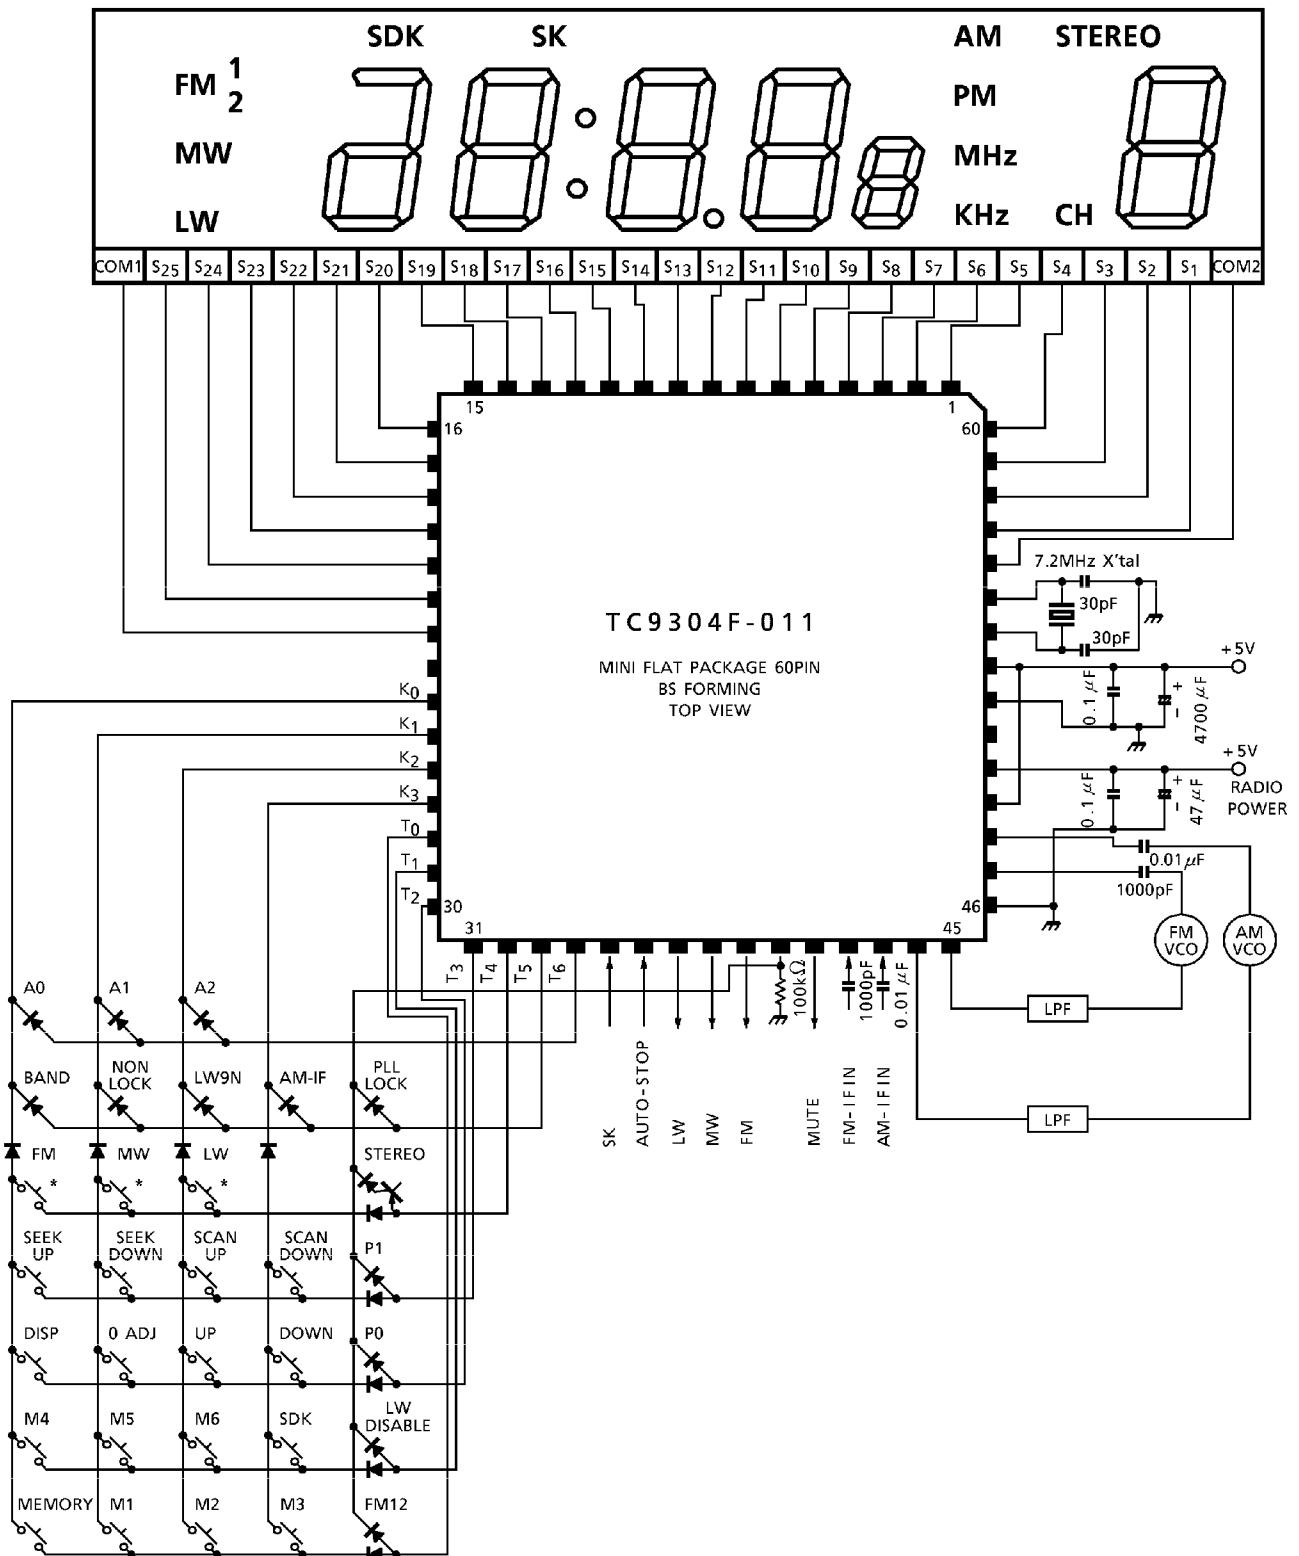 SDK SK AM STEREO
FM 1
2
PM
MW MHz
LW KHz CH
COM1 S25 S24 S23 S22 S21 S20 S19 S18 S17 S16 S15 S14 S13 S12 S11 S10 S9 S8 S7 S6 S5 S4 S3 S2 S1 COM2
15 1
16 60
7.2MHz X'tal
30pF
30pF
TC9304F-011
MINI FLAT PACKAGE 60PIN
BS FORMING
TOP VIEW
+5V
0.1μF
+
-
4700μF
+5V
RADIO
POWER
0.1μF
+
-
47μF
K0
K1
K2
K3
T0
T1
T2
30 46
31 45
0.01μF
1000pF
FM
VCO
AM
VCO
T3 T4 T5 T6
100kΩ
1000pF
0.01μF
LPF
LPF
SK
AUTO-STOP
LW
MW
FM
MUTE
FM-IFIN
AM-IFIN
A0 A1 A2
BAND
NON
LOCK
LW9N
AM-IF
PLL
LOCK
FM MW LW STEREO
* * *
SEEK
UP
SEEK
DOWN
SCAN
UP
SCAN
DOWN
P1
DISP 0 ADJ UP DOWN P0
M4 M5 M6 SDK
LW
DISABLE
MEMORY M1 M2 M3 FM12